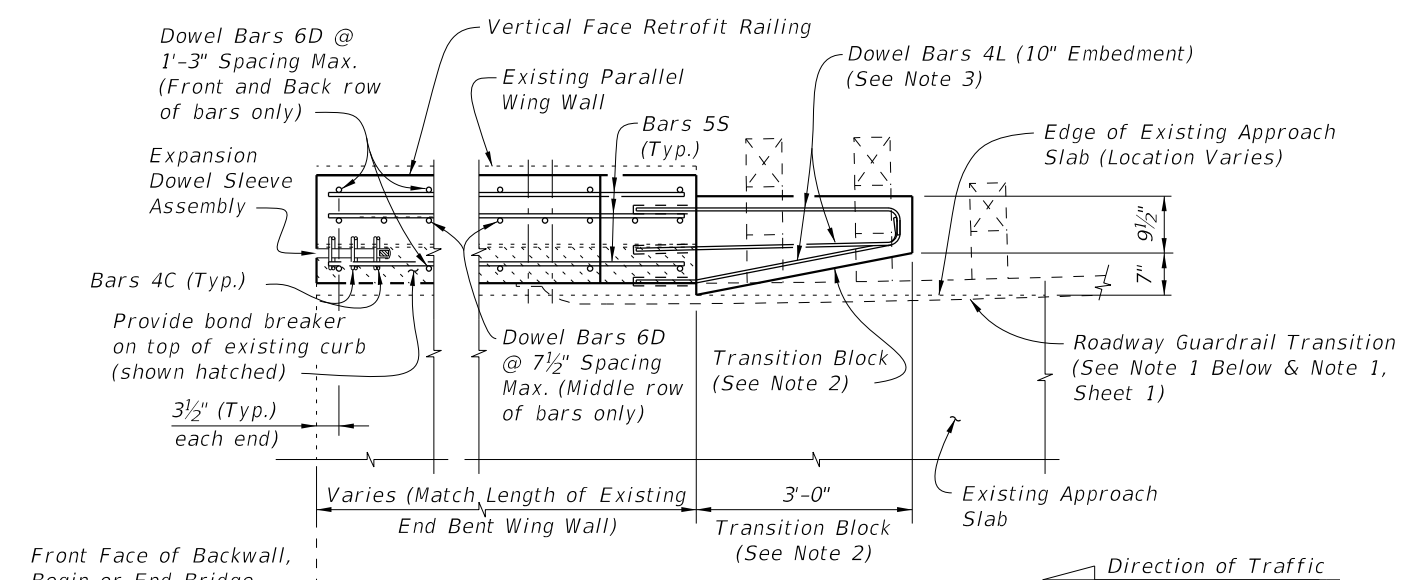 Dowel Bars 6D @
1'-3" Spacing Max.
(Front and Back row
of bars only)
Vertical Face Retrofit Railing
Existing Parallel
Wing Wall
Dowel Bars 4L (10" Embedment)
(See Note 3)
Bars 5S
(Typ.)
Edge of Existing Approach
Slab (Location Varies)
Expansion
Dowel Sleeve
Assembly
9½"
7"
Bars 4C (Typ.)
Provide bond breaker
on top of existing curb
(shown hatched)
Dowel Bars 6D
@ 7½" Spacing
Max. (Middle row
of bars only)
Transition Block
(See Note 2)
Roadway Guardrail Transition
(See Note 1 Below & Note 1,
Sheet 1)
3½" (Typ.)
each end)
Varies (Match Length of Existing
End Bent Wing Wall)
3'-0"
Transition Block
(See Note 2)
Existing Approach
Slab
Front Face of Backwall,
Begin or End Bridge
Direction of Traffic